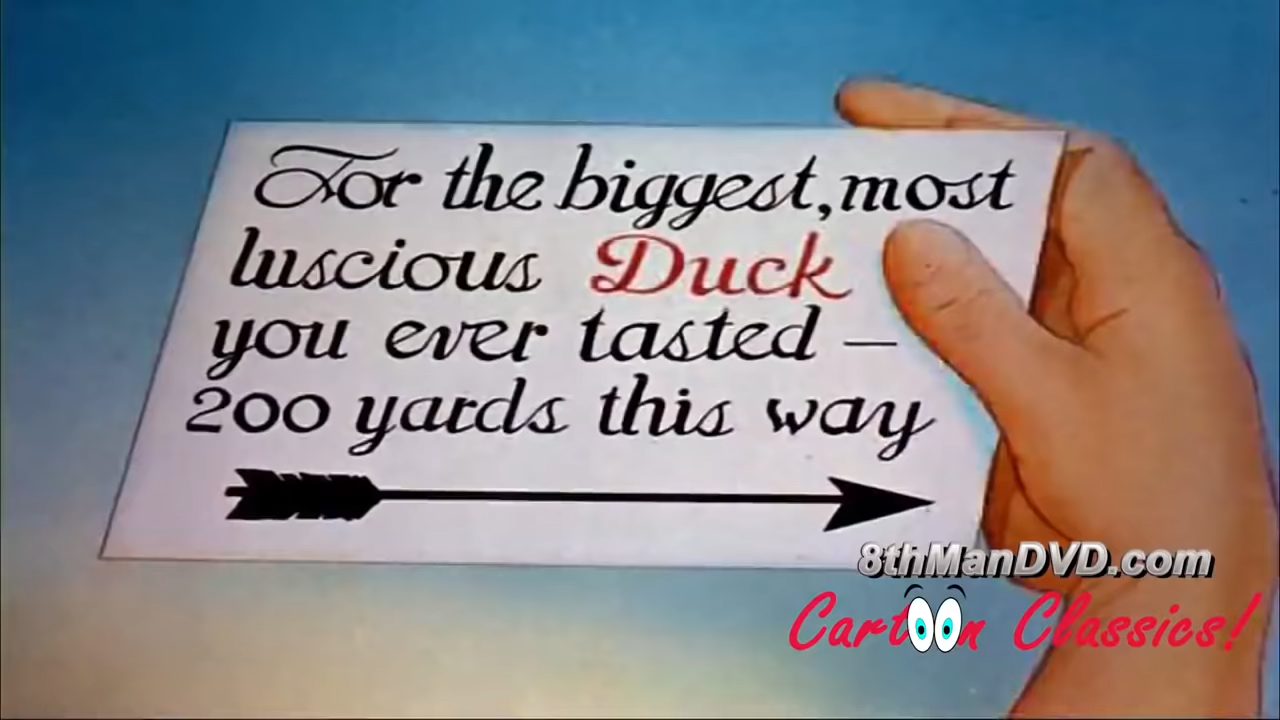 For the biggest, most
luscious Duck
you ever tasted —
200 yards this way
8thManDVD.com
Cartoon Classics!